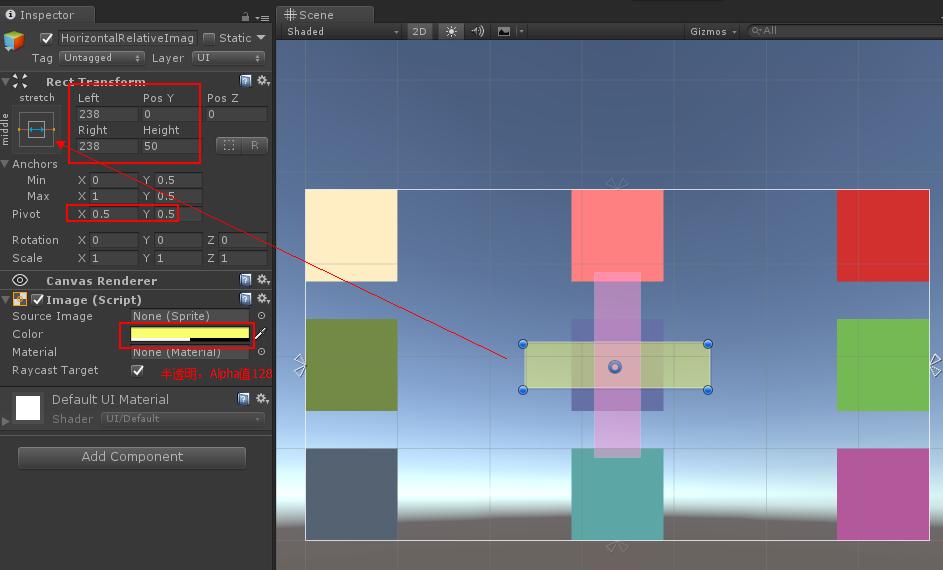 Inspector
HorizontalRelativeImag
Static
Tag Untagged Layer UI
Rect Transform
stretch
middle
Left Pos Y Pos Z
238 0 0
Right Height
238 50
R
Anchors
Min X 0 Y 0.5
Max X 1 Y 0.5
Pivot X 0.5 Y 0.5
Rotation X 0 Y 0 Z 0
Scale X 1 Y 1 Z 1
Canvas Renderer
Image (Script)
Source Image None (Sprite)
Color
Material None (Material)
Raycast Target
半透明，Alpha值128
Default UI Material
Shader UI/Default
Add Component
Scene
Shaded 2D Gizmos All